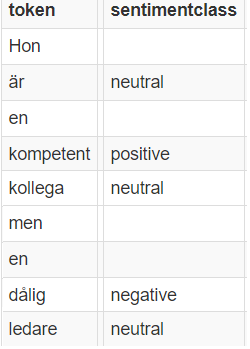 token sentimentclass
Hon
är neutral
en
kompetent positive
kollega neutral
men
en
dålig negative
ledare neutral